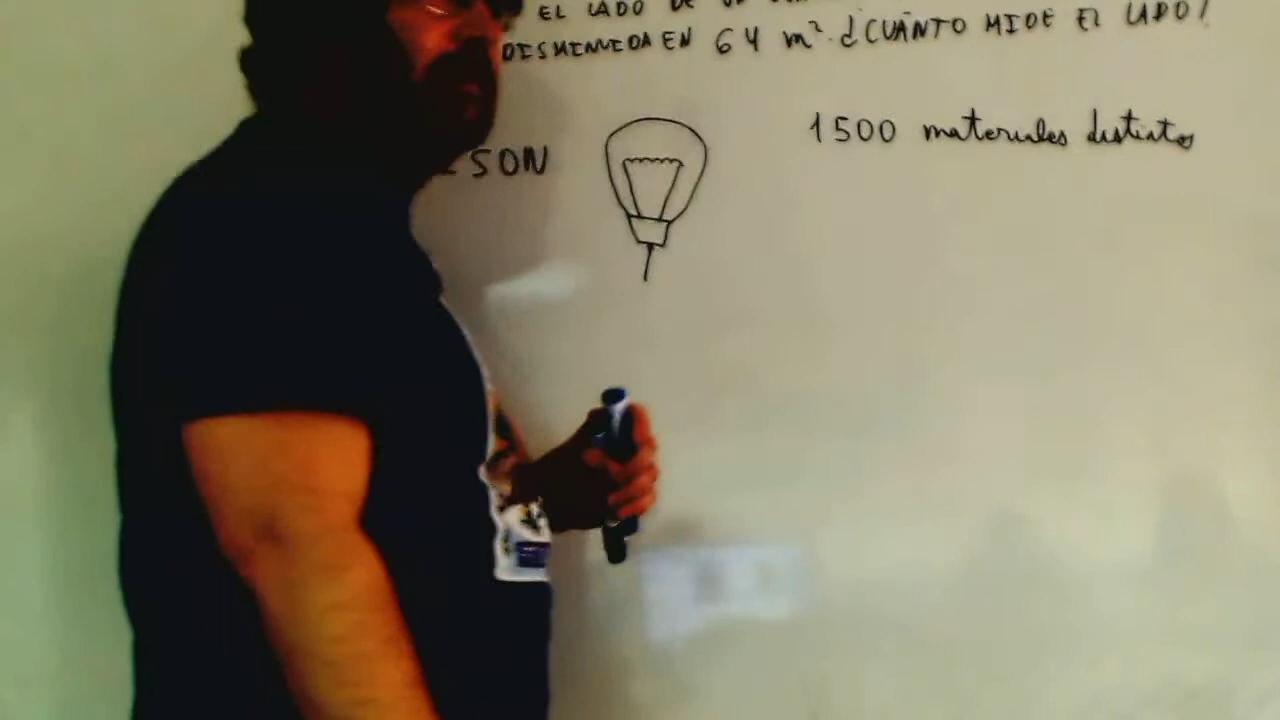 EL LADO DE
DISMINUIDA EN 64 m². ¿CUÁNTO MIDE EL LADO?
SON
1500 materiales distintos